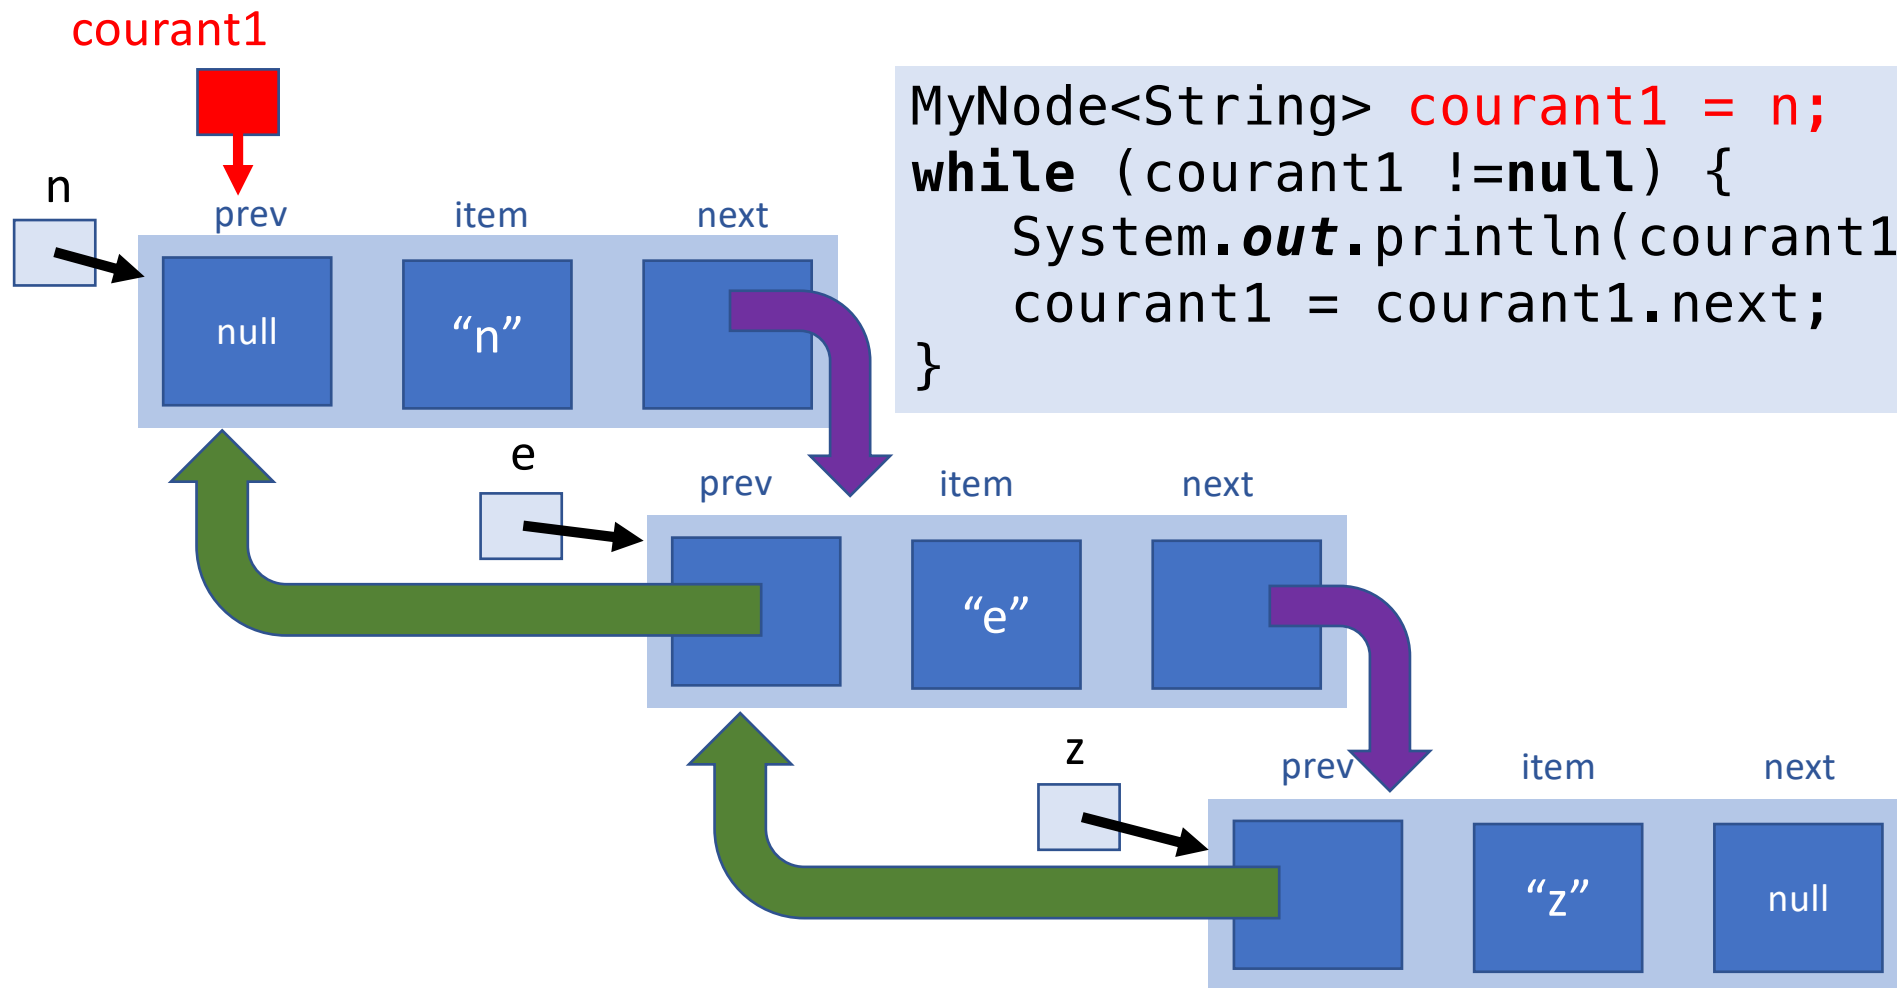 courant1
MyNode<String> courant1 = n;
while (courant1 !=null) {
System.out.println(courant1
courant1 = courant1.next;
}
n
prev item next
null “n”
e
prev item next
“e”
z
prev item next
“z” null